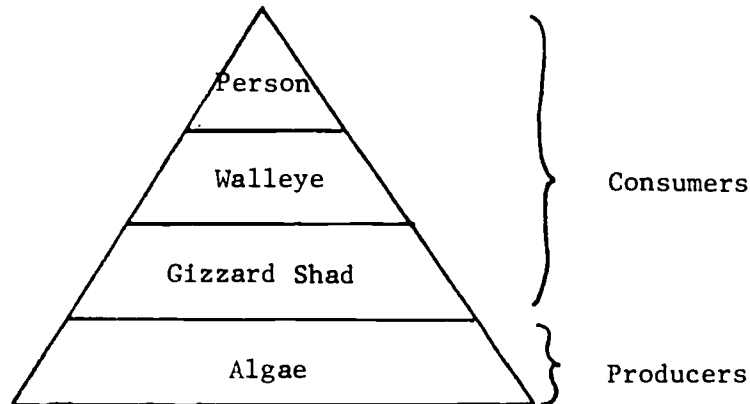 Person
Walleye
Consumers
Gizzard Shad
Algae
Producers